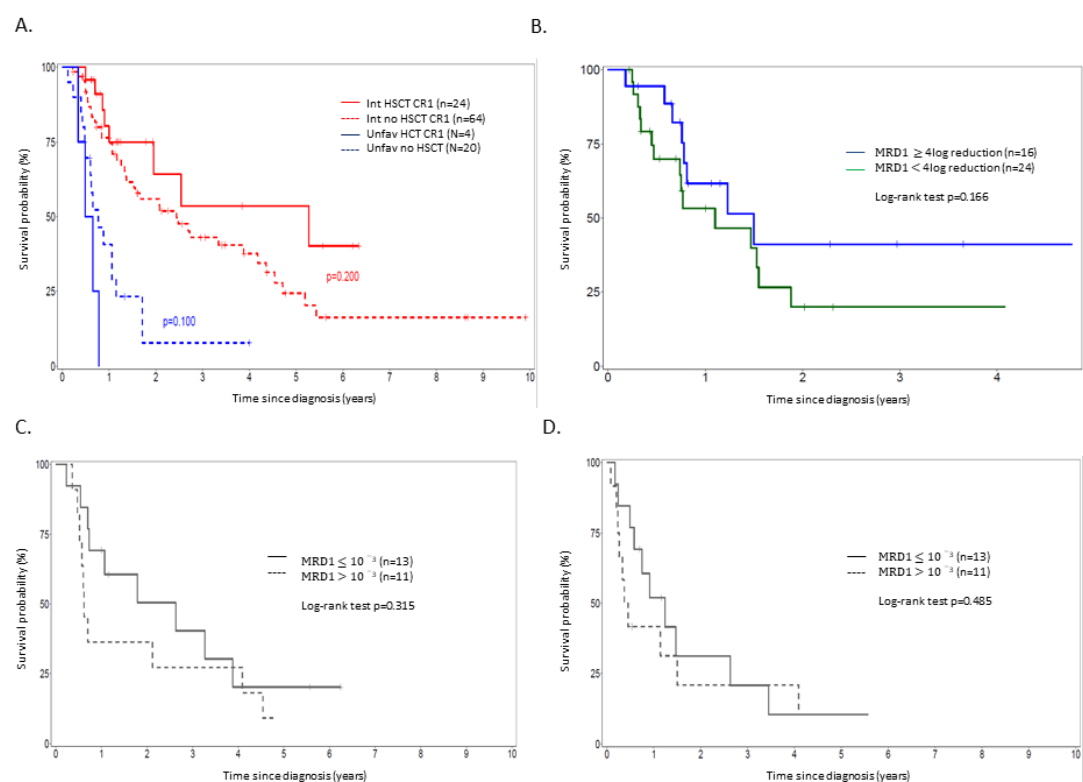 A.
Survival probability (%)
100
75
50
25
0
Int HSCT CR1 (n=24)
Int no HSCT CR1 (n=64)
Unfav HCT CR1 (N=4)
Unfav no HSCT (N=20)
p=0.200
p=0.100
0 1 2 3 4 5 6 7 8 9 10
Time since diagnosis (years)
B.
Survival probability (%)
100
75
50
25
0
MRD1 ≥ 4log reduction (n=16)
MRD1 < 4log reduction (n=24)
Log-rank test p=0.166
0 1 2 3 4
Time since diagnosis (years)
C.
Survival probability (%)
100
75
50
25
0
MRD1 ≤ 10⁻³ (n=13)
MRD1 > 10⁻³ (n=11)
Log-rank test p=0.315
0 1 2 3 4 5 6 7 8 9 10
Time since diagnosis (years)
D.
Survival probability (%)
100
75
50
25
0
MRD1 ≤ 10⁻³ (n=13)
MRD1 > 10⁻³ (n=11)
Log-rank test p=0.485
0 1 2 3 4 5 6 7 8 9 10
Time since diagnosis (years)